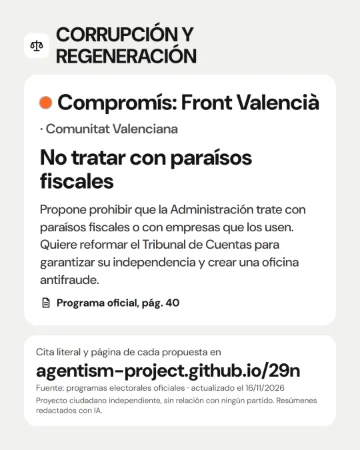 CORRUPCIÓN Y
REGENERACIÓN
Compromís: Front Valencià
· Comunitat Valenciana
No tratar con paraísos
fiscales
Propone prohibir que la Administración trate con
paraísos fiscales o con empresas que los usen.
Quiere reformar el Tribunal de Cuentas para
garantizar su independencia y crear una oficina
antifraude.
Programa oficial, pág. 40
Cita literal y página de cada propuesta en
agentism-project.github.io/29n
Fuente: programas electorales oficiales · actualizado el 16/11/2026
Proyecto ciudadano independiente, sin relación con ningún partido. Resúmenes
redactados con IA.